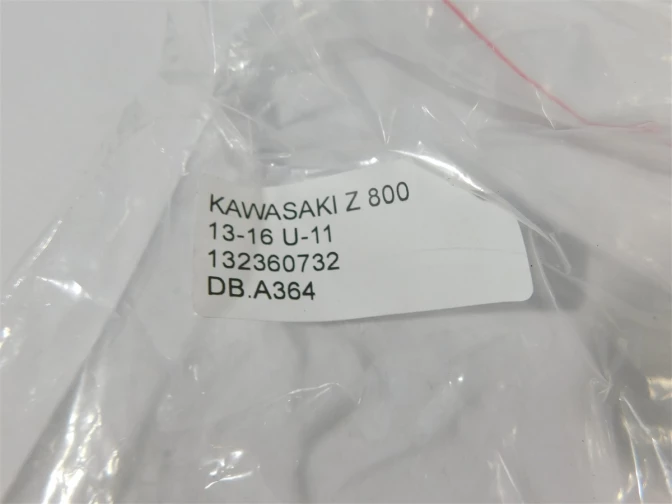 KAWASAKI Z 800
13-16 U-11
132360732
DB.A364